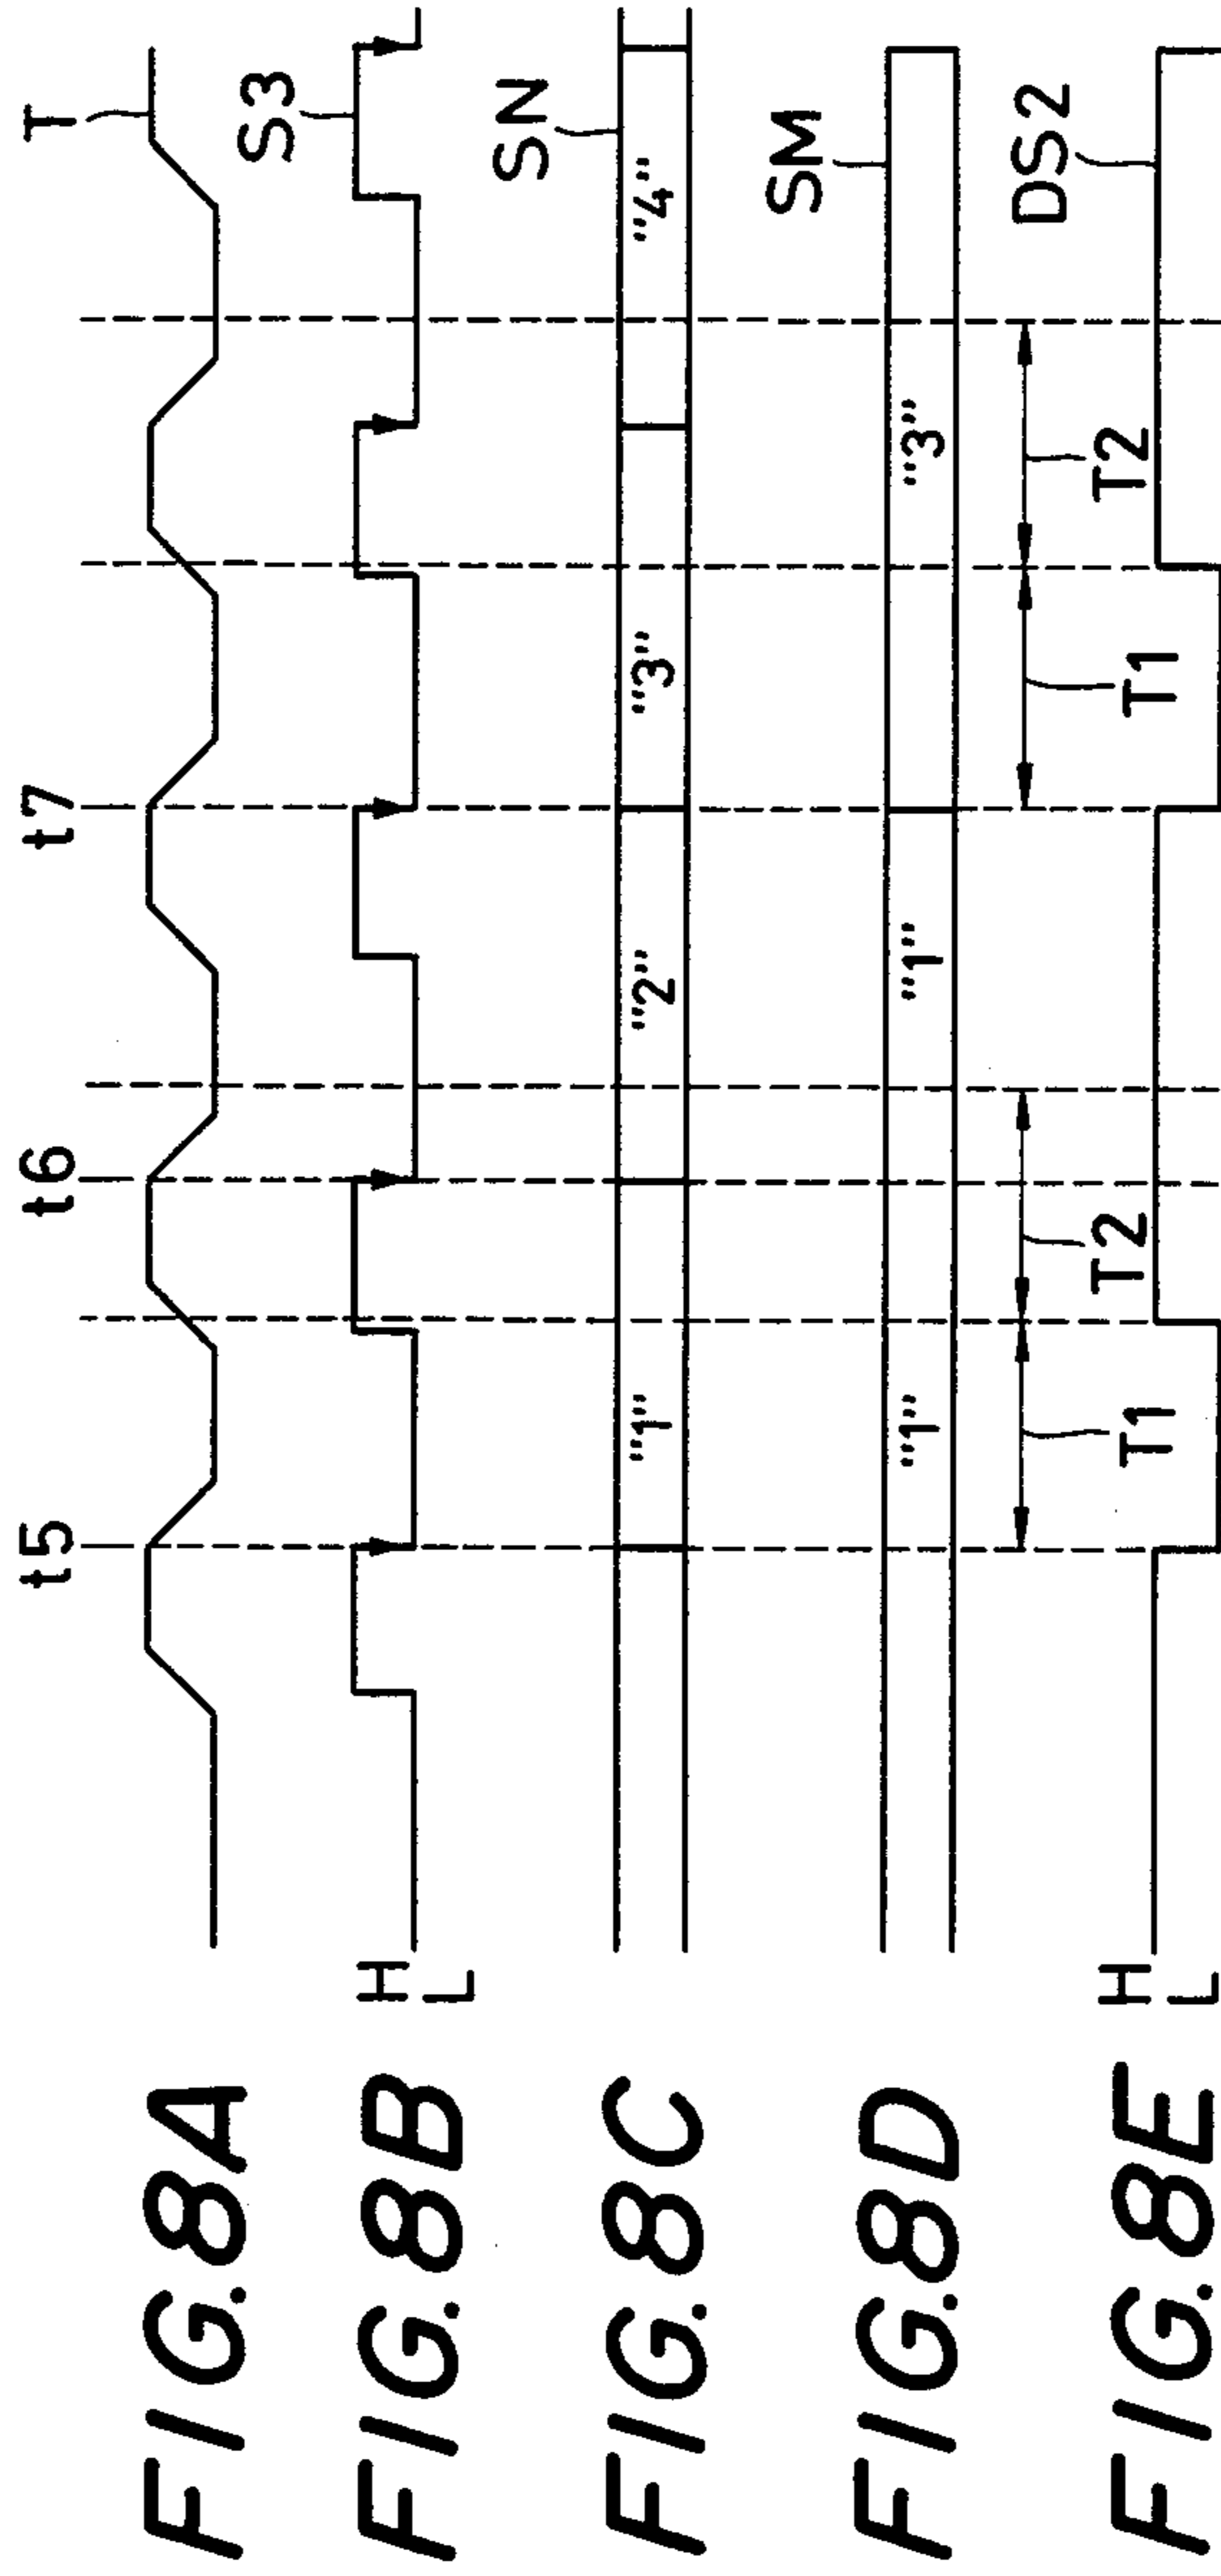 t5 t6 t7
FIG.8A T
FIG.8B H L S3
FIG.8C "1" "2" "3" "4" SN
FIG.8D "1" "1" "3" SM
T1 T2 T1 T2
FIG.8E H L DS2